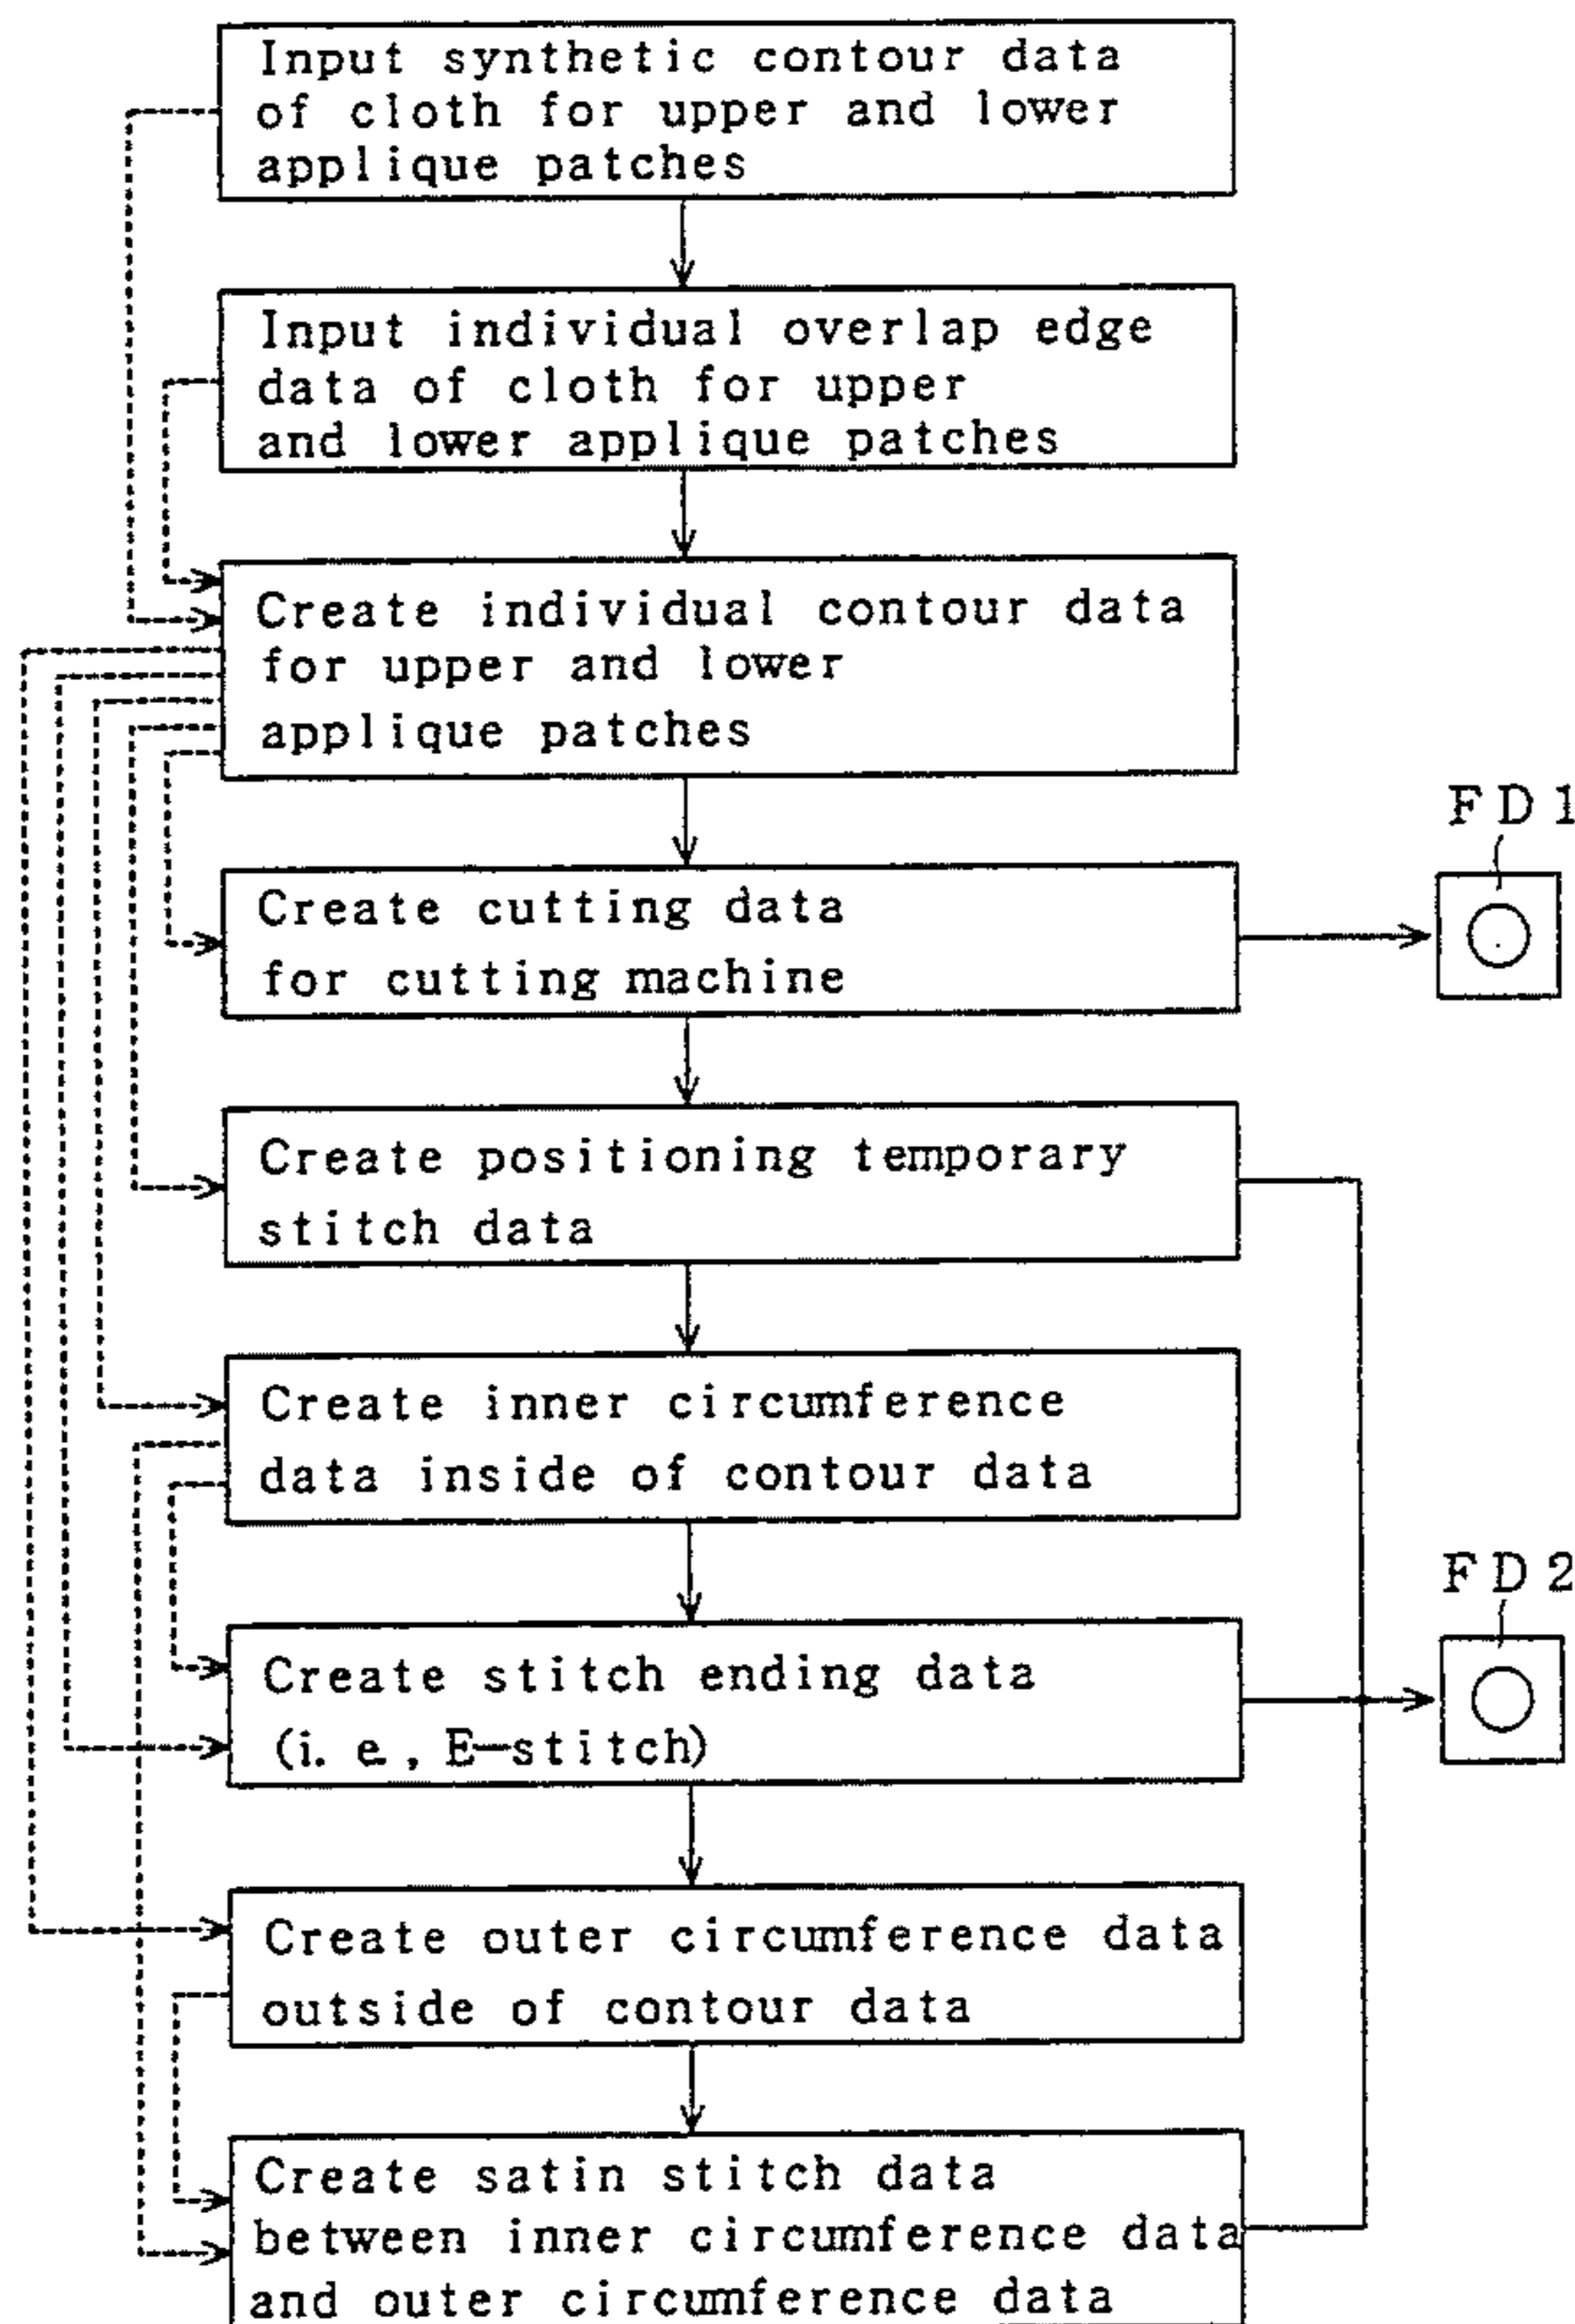 Input synthetic contour data
of cloth for upper and lower
applique patches
Input individual overlap edge
data of cloth for upper
and lower applique patches
Create individual contour data
for upper and lower
applique patches
FD1
Create cutting data
for cutting machine
Create positioning temporary
stitch data
Create inner circumference
data inside of contour data
FD2
Create stitch ending data
(i. e., E-stitch)
Create outer circumference data
outside of contour data
Create satin stitch data
between inner circumference data
and outer circumference data